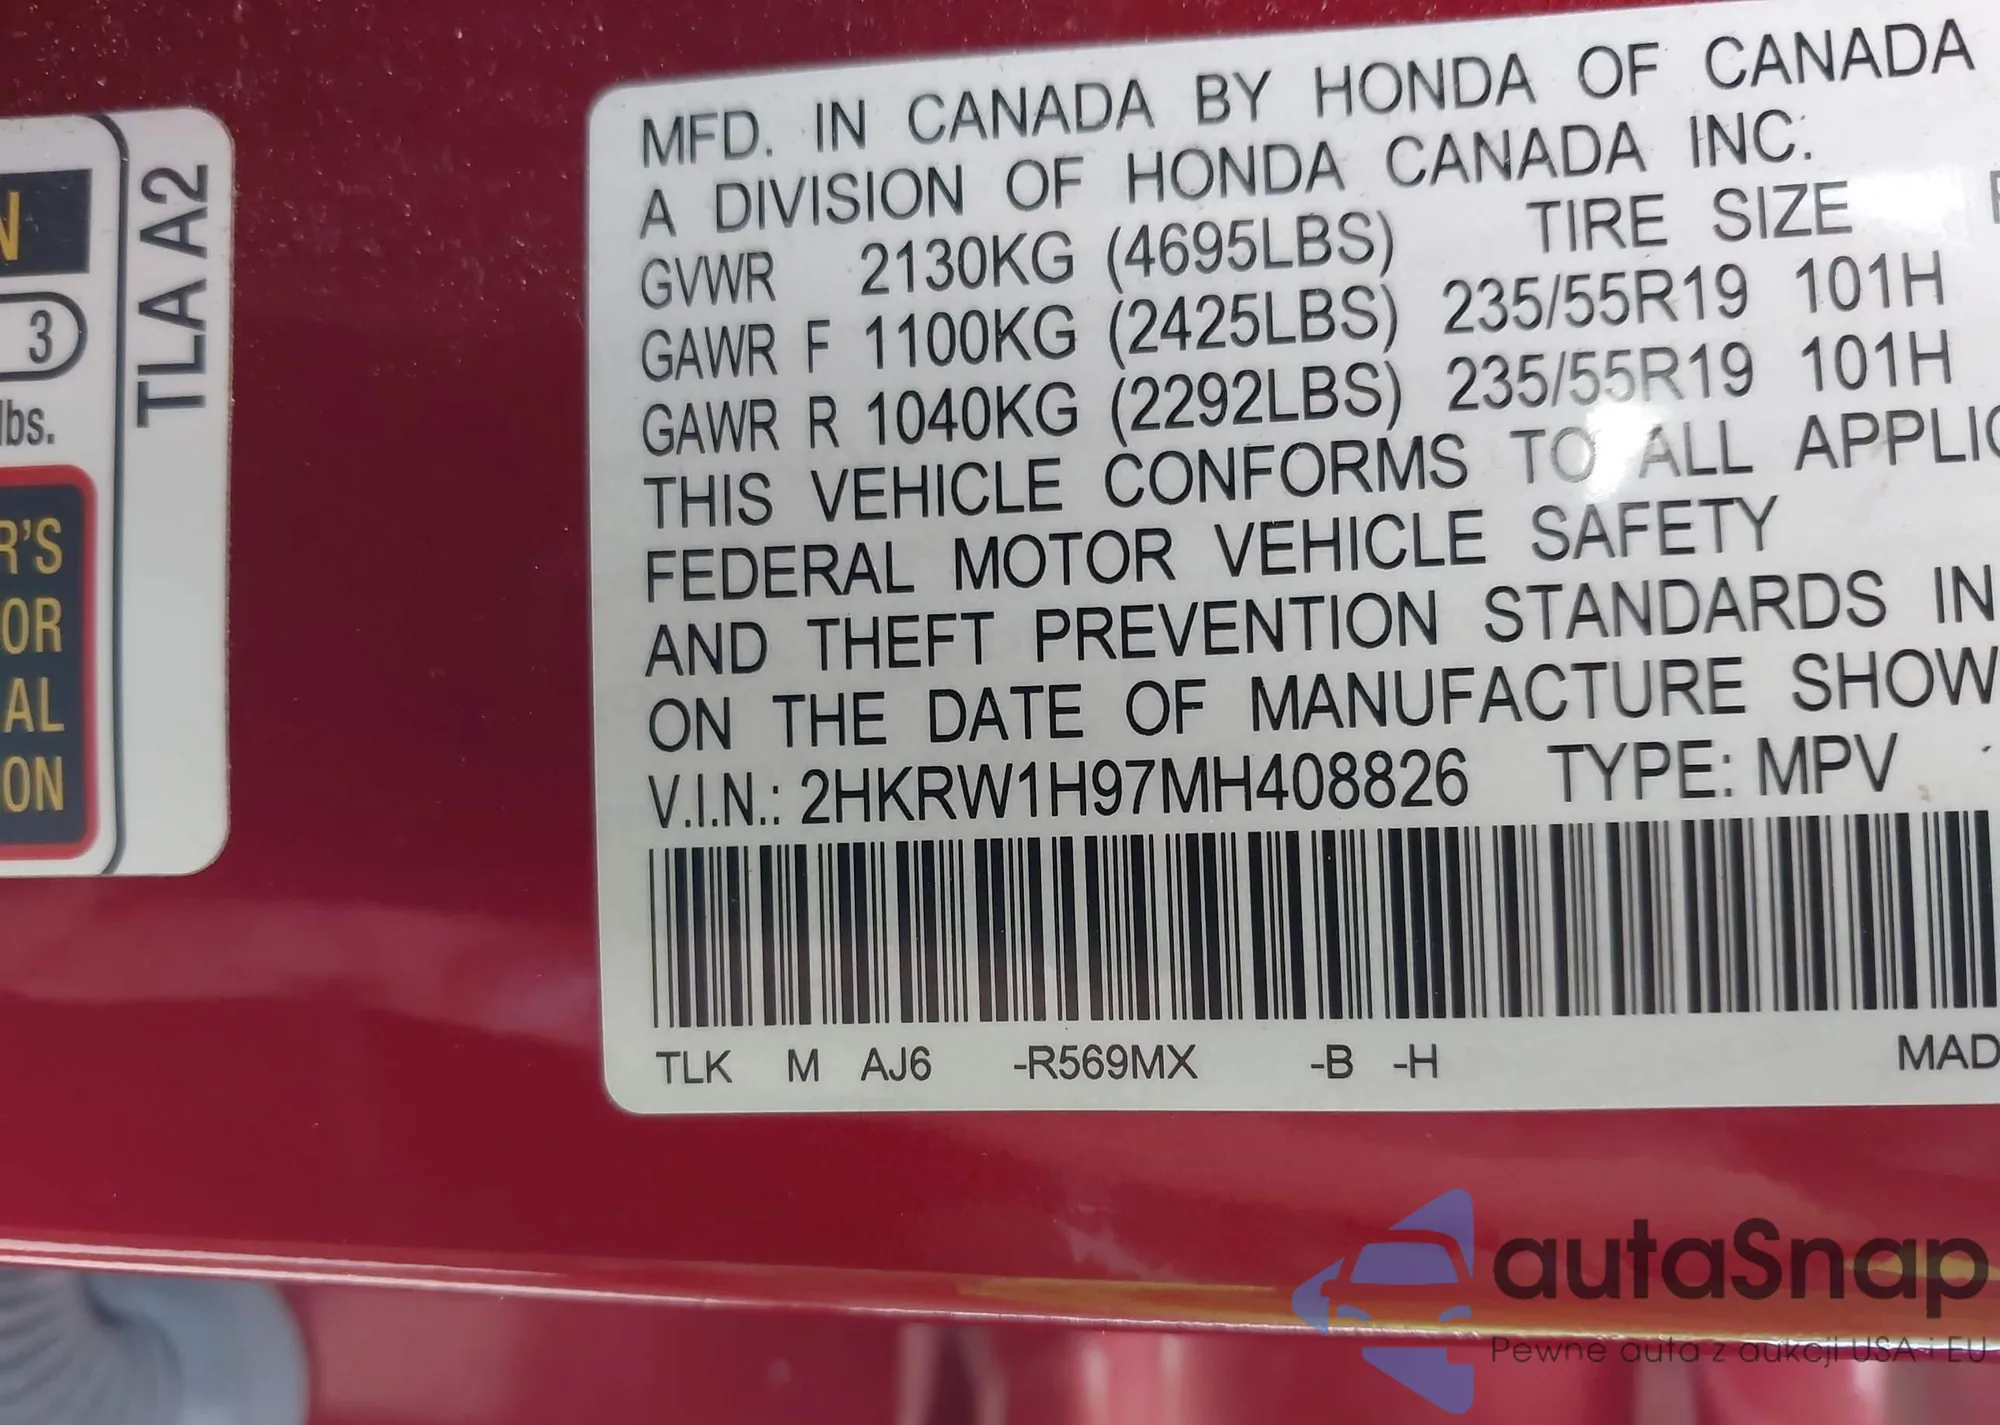 N
3
lbs.
R'S
OR
AL
ON
TLA A2
MFD. IN CANADA BY HONDA OF CANADA
A DIVISION OF HONDA CANADA INC.
GVWR 2130KG (4695LBS) TIRE SIZE
GAWR F 1100KG (2425LBS) 235/55R19 101H
GAWR R 1040KG (2292LBS) 235/55R19 101H
THIS VEHICLE CONFORMS TO ALL APPLIC
FEDERAL MOTOR VEHICLE SAFETY
AND THEFT PREVENTION STANDARDS IN
ON THE DATE OF MANUFACTURE SHOW
V.I.N.: 2HKRW1H97MH408826 TYPE: MPV
TLK M AJ6 -R569MX -B -H MAD
autaSnap
Pewne auta z aukcji USA i EU